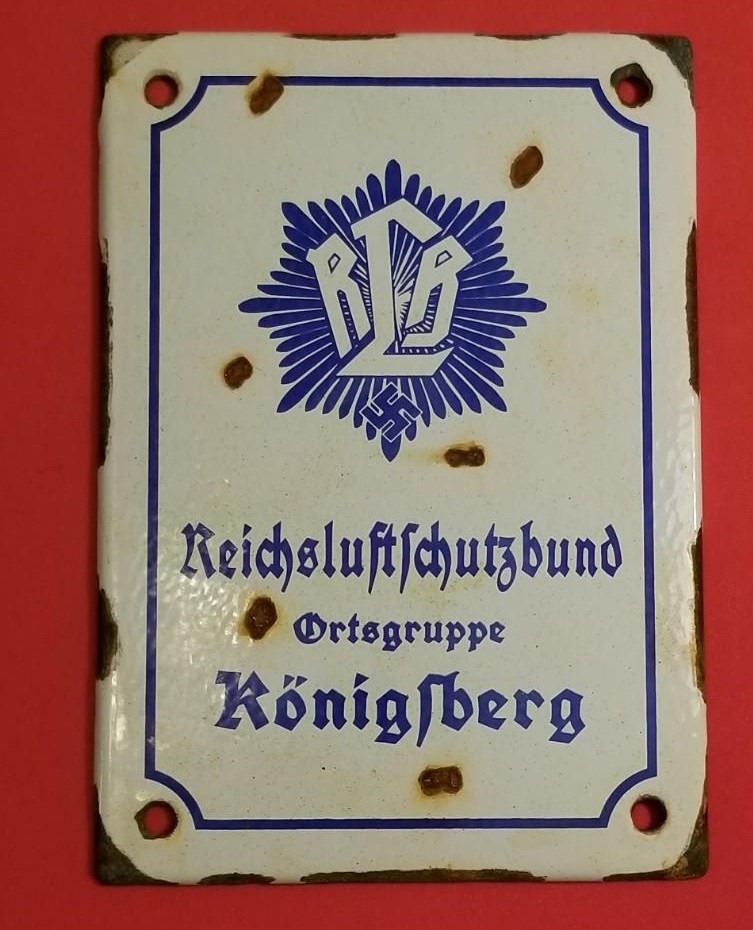 RLB
Reichsluftſchutzbund
Ortsgruppe
Königſberg